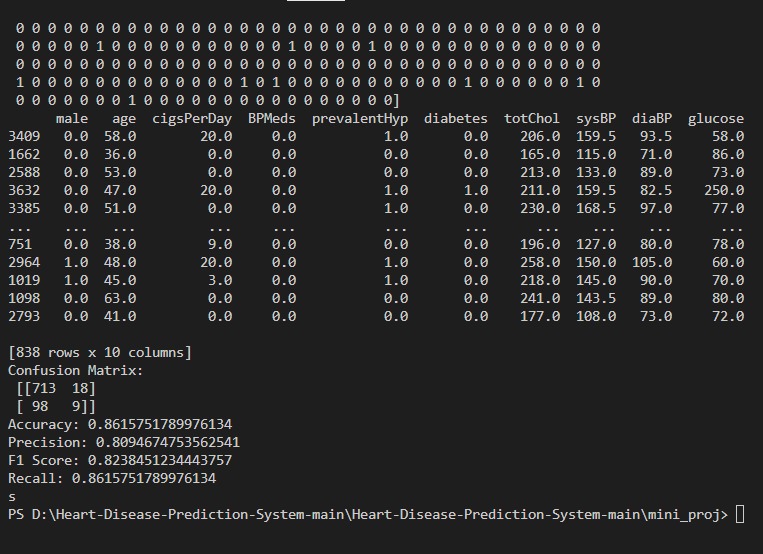 0 0 0 0 0 0 0 0 0 0 0 0 0 0 0 0 0 0 0 0 0 0 0 0 0 0 0 0 0 0 0 0 0 0 0 0 0
0 0 0 0 0 0 1 0 0 0 0 0 0 0 0 0 0 0 0 0 0 1 0 0 0 0 1 0 0 0 0 0 0 0 0 0 0
0 0 0 0 0 0 0 0 0 0 0 0 0 0 0 0 0 0 0 0 0 0 0 0 0 0 0 0 0 0 0 0 0 0 0 0 0
1 0 0 0 0 0 0 0 0 0 0 0 0 0 0 1 0 1 0 0 0 0 0 0 0 0 0 0 0 1 0 0 0 0 0 0 1 0
0 0 0 0 0 0 0 0 1 0 0 0 0 0 0 0 0 0 0 0 0 0 0 0 0]
male age cigsPerDay BPMeds prevalentHyp diabetes totChol sysBP diaBP glucose
3409 0.0 58.0 20.0 0.0 1.0 0.0 206.0 159.5 93.5 58.0
1662 0.0 36.0 0.0 0.0 0.0 0.0 165.0 115.0 71.0 86.0
2588 0.0 53.0 0.0 0.0 0.0 0.0 213.0 133.0 89.0 73.0
3632 0.0 47.0 20.0 0.0 1.0 1.0 211.0 159.5 82.5 250.0
3385 0.0 51.0 0.0 0.0 1.0 0.0 230.0 168.5 97.0 77.0
... ... ... ... ... ... ... ... ... ... ...
751 0.0 38.0 9.0 0.0 0.0 0.0 196.0 127.0 80.0 78.0
2964 1.0 48.0 20.0 0.0 1.0 0.0 258.0 150.0 105.0 60.0
1019 1.0 45.0 3.0 0.0 1.0 0.0 218.0 145.0 90.0 70.0
1098 0.0 63.0 0.0 0.0 0.0 0.0 241.0 143.5 89.0 80.0
2793 0.0 41.0 0.0 0.0 0.0 0.0 177.0 108.0 73.0 72.0
[838 rows x 10 columns]
Confusion Matrix:
[[713 18]
[ 98 9]]
Accuracy: 0.8615751789976134
Precision: 0.8094674753562541
F1 Score: 0.8238451234443757
Recall: 0.8615751789976134
s
PS D:\Heart-Disease-Prediction-System-main\Heart-Disease-Prediction-System-main\mini_proj>